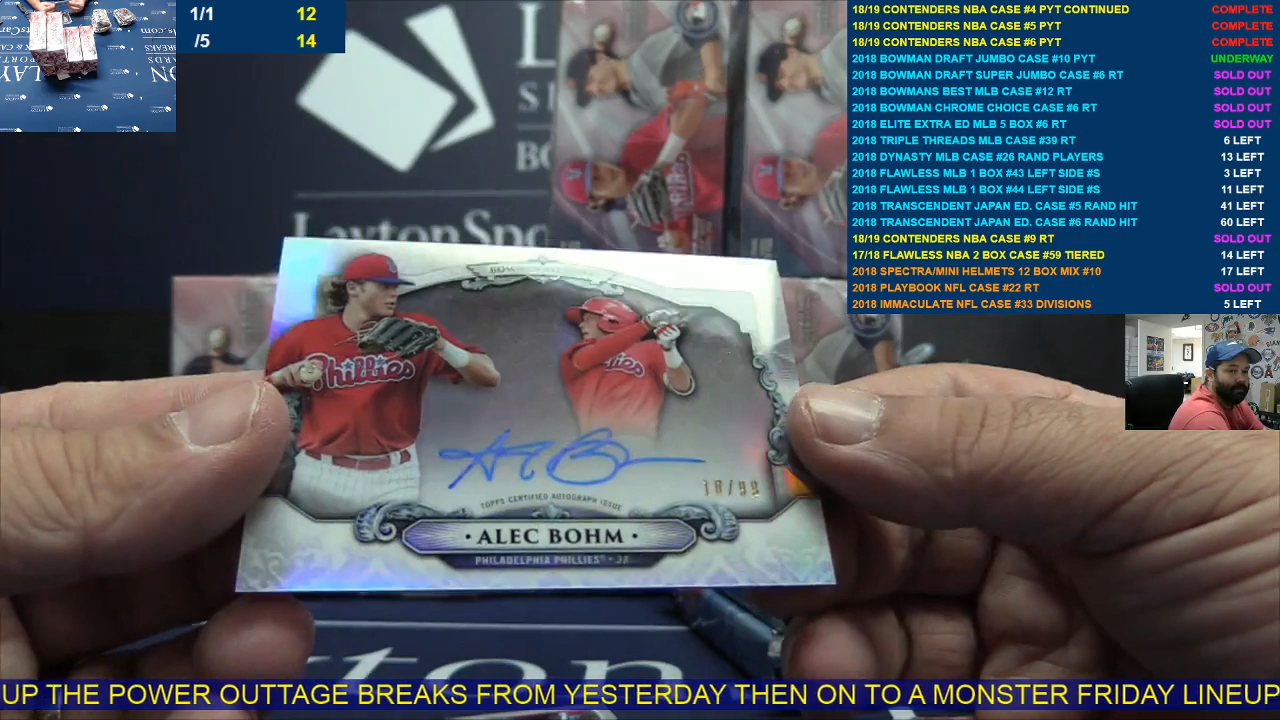 1/1 12
/5 14
18/19 CONTENDERS NBA CASE #4 PYT CONTINUED COMPLETE
18/19 CONTENDERS NBA CASE #5 PYT COMPLETE
18/19 CONTENDERS NBA CASE #6 PYT COMPLETE
2018 BOWMAN DRAFT JUMBO CASE #10 PYT UNDERWAY
2018 BOWMAN DRAFT SUPER JUMBO CASE #6 RT SOLD OUT
2018 BOWMANS BEST MLB CASE #12 RT SOLD OUT
2018 BOWMAN CHROME CHOICE CASE #6 RT SOLD OUT
2018 ELITE EXTRA ED MLB 5 BOX #6 RT SOLD OUT
2018 TRIPLE THREADS MLB CASE #39 RT 6 LEFT
2018 DYNASTY MLB CASE #26 RAND PLAYERS 13 LEFT
2018 FLAWLESS MLB 1 BOX #43 LEFT SIDE #S 3 LEFT
2018 FLAWLESS MLB 1 BOX #44 LEFT SIDE #S 11 LEFT
2018 TRANSCENDENT JAPAN ED. CASE #5 RAND HIT 41 LEFT
2018 TRANSCENDENT JAPAN ED. CASE #6 RAND HIT 60 LEFT
18/19 CONTENDERS NBA CASE #9 RT SOLD OUT
17/18 FLAWLESS NBA 2 BOX CASE #59 TIERED 14 LEFT
2018 SPECTRA/MINI HELMETS 12 BOX MIX #10 17 LEFT
2018 PLAYBOOK NFL CASE #22 RT SOLD OUT
2018 IMMACULATE NFL CASE #33 DIVISIONS 5 LEFT
Phillies
TOPPS CERTIFIED AUTOGRAPH ISSUE
· ALEC BOHM ·
PHILADELPHIA PHILLIES
UP THE POWER OUTTAGE BREAKS FROM YESTERDAY THEN ON TO A MONSTER FRIDAY LINEUP